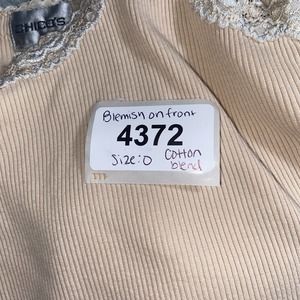 CHICO'S
Blemish on front
4372
Size: 0 Cotton
blend